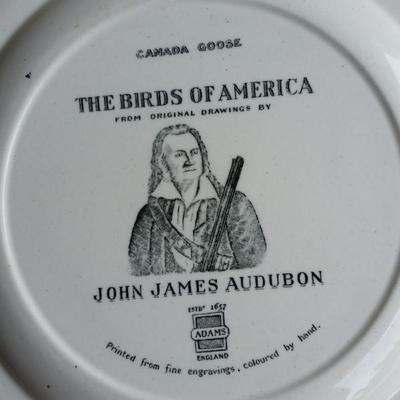 CANADA GOOSE
THE BIRDS OF AMERICA
FROM ORIGINAL DRAWINGS BY
JOHN JAMES AUDUBON
ESTBD 1657
ADAMS
ENGLAND
Printed from fine engravings, coloured by hand.